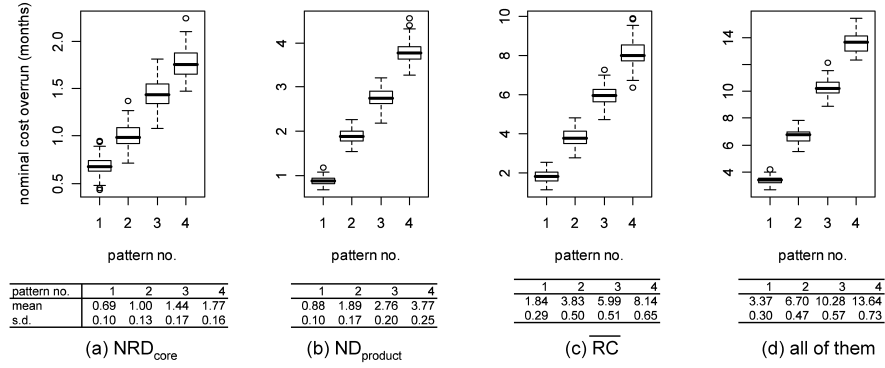 nominal cost overrun (months)
2.0
1.5
1.0
0.5
1 2 3 4
pattern no.
4
3
2
1
1 2 3 4
pattern no.
10
8
6
4
2
1 2 3 4
pattern no.
14
10
8
6
4
1 2 3 4
pattern no.
pattern no. 1 2 3 4
mean 0.69 1.00 1.44 1.77
s.d. 0.10 0.13 0.17 0.16
(a) NRDcore
1 2 3 4
0.88 1.89 2.76 3.77
0.10 0.17 0.20 0.25
(b) NDproduct
1 2 3 4
1.84 3.83 5.99 8.14
0.29 0.50 0.51 0.65
(c) R̅C̅
1 2 3 4
3.37 6.70 10.28 13.64
0.30 0.47 0.57 0.73
(d) all of them